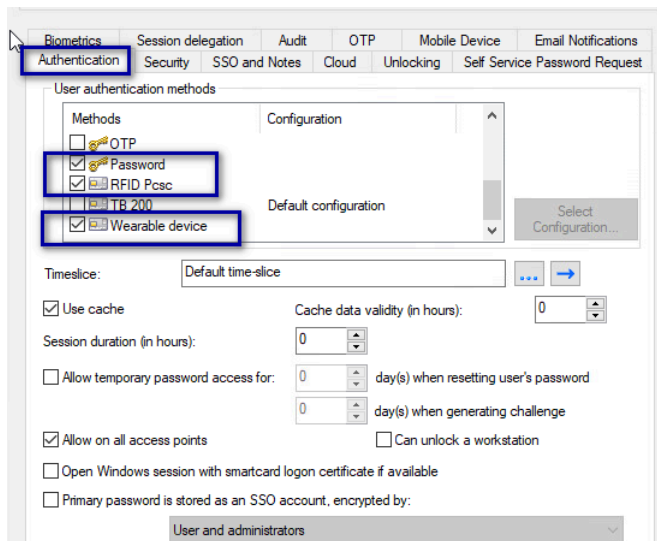 Biometrics Session delegation Audit OTP Mobile Device Email Notifications
Authentication Security SSO and Notes Cloud Unlocking Self Service Password Request
User authentication methods
Methods Configuration
OTP
Password
RFID Pcsc
TB 200 Default configuration
Wearable device
Select
Configuration...
Timeslice: Default time-slice ...
Use cache Cache data validity (in hours): 0
Session duration (in hours): 0
Allow temporary password access for: 0 day(s) when resetting user's password
0 day(s) when generating challenge
Allow on all access points Can unlock a workstation
Open Windows session with smartcard logon certificate if available
Primary password is stored as an SSO account, encrypted by:
User and administrators